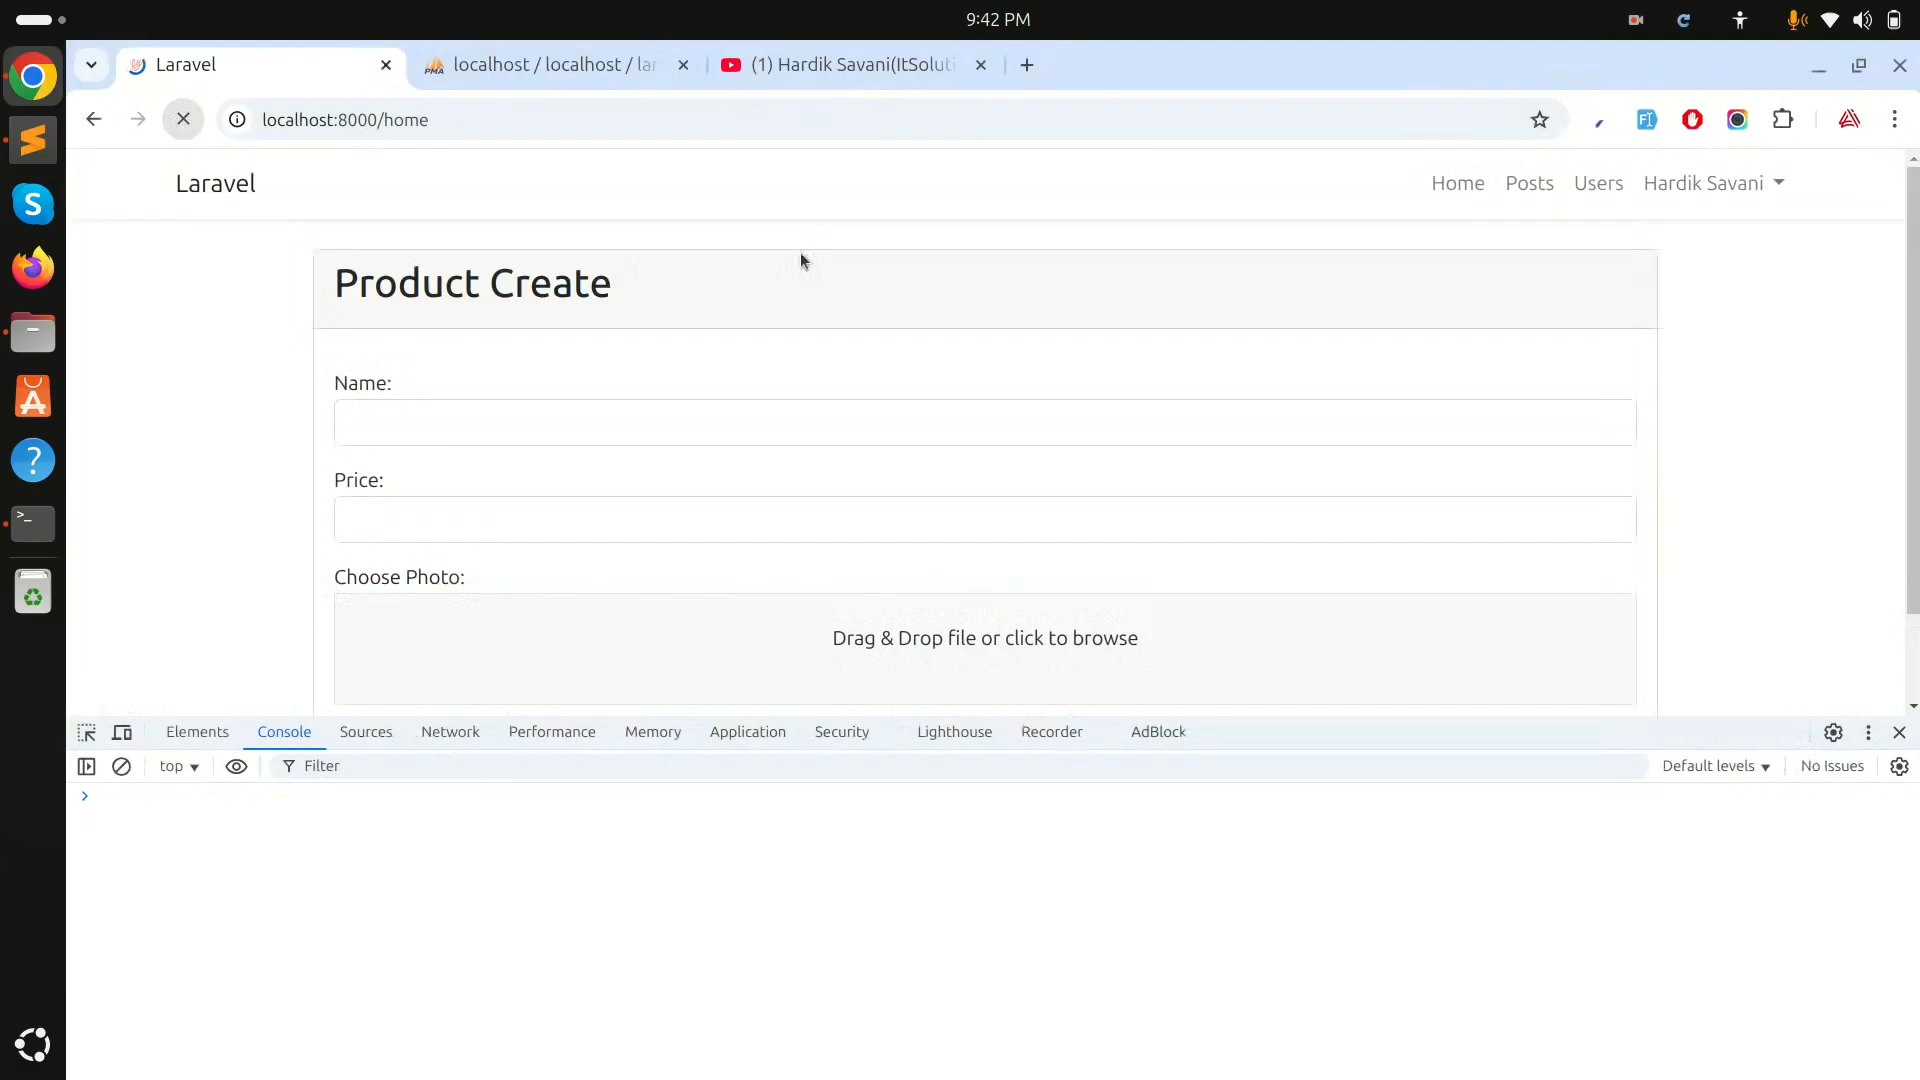 9:42 PM
Laravel
localhost / localhost / lar
(1) Hardik Savani(ItSoluti
localhost:8000/home
Laravel
Home
Posts
Users
Hardik Savani
Product Create
Name:
Price:
Choose Photo:
Drag & Drop file or click to browse
Elements
Console
Sources
Network
Performance
Memory
Application
Security
Lighthouse
Recorder
AdBlock
top
Filter
Default levels
No Issues